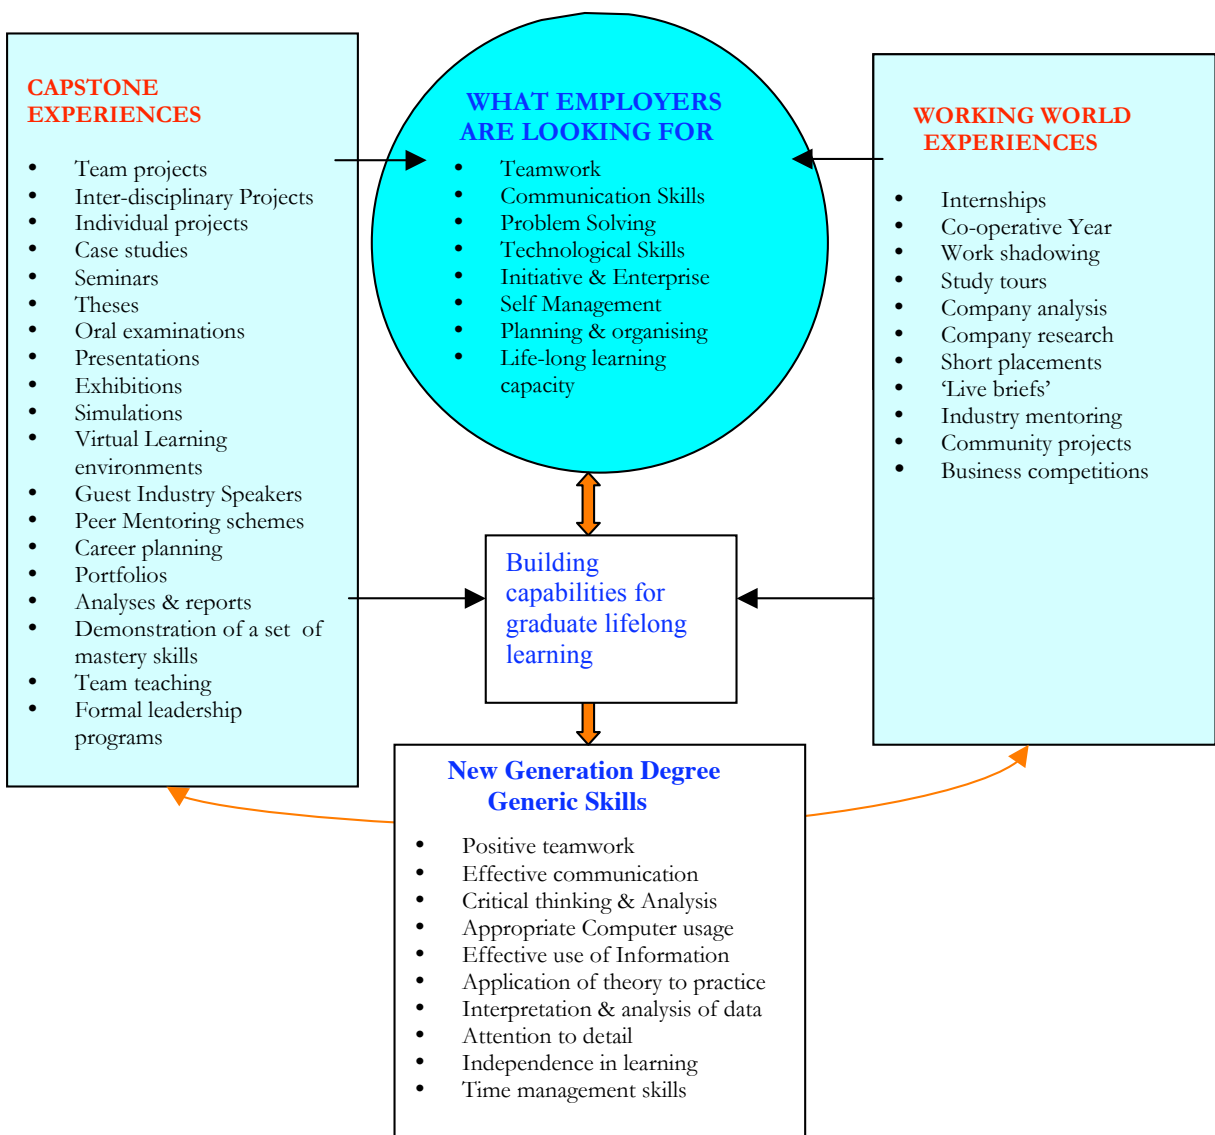 CAPSTONE
EXPERIENCES
• Team projects
• Inter-disciplinary Projects
• Individual projects
• Case studies
• Seminars
• Theses
• Oral examinations
• Presentations
• Exhibitions
• Simulations
• Virtual Learning
environments
• Guest Industry Speakers
• Peer Mentoring schemes
• Career planning
• Portfolios
• Analyses & reports
• Demonstration of a set of
mastery skills
• Team teaching
• Formal leadership
programs
WHAT EMPLOYERS
ARE LOOKING FOR
• Teamwork
• Communication Skills
• Problem Solving
• Technological Skills
• Initiative & Enterprise
• Self Management
• Planning & organising
• Life-long learning
capacity
WORKING WORLD
EXPERIENCES
• Internships
• Co-operative Year
• Work shadowing
• Study tours
• Company analysis
• Company research
• Short placements
• ‘Live briefs’
• Industry mentoring
• Community projects
• Business competitions
Building
capabilities for
graduate lifelong
learning
New Generation Degree
Generic Skills
• Positive teamwork
• Effective communication
• Critical thinking & Analysis
• Appropriate Computer usage
• Effective use of Information
• Application of theory to practice
• Interpretation & analysis of data
• Attention to detail
• Independence in learning
• Time management skills